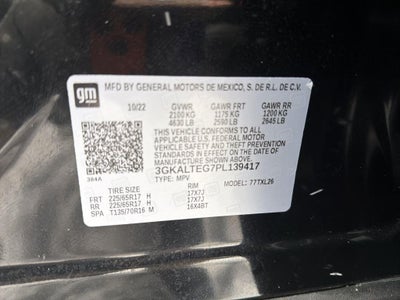 gm MFD BY GENERAL MOTORS DE MEXICO, S. DE R.L. DE C.V.
10/22 GVWR GAWR FRT GAWR RR
2100 KG 1175 KG 1200 KG
4630 LB 2590 LB 2645 LB
THIS VEHICLE CONFORMS TO ALL
APPLICABLE U.S. FEDERAL MOTOR
VEHICLE SAFETY AND THEFT PREVENTION
STANDARDS IN EFFECT ON THE DATE OF
MANUFACTURE SHOWN ABOVE.
384A 3GKALTEG7PL139417
TYPE: MPV MODEL: 77TXL26
TIRE SIZE RIM
FRT 225/65R17 H 17X7J
RR 225/65R17 H 17X7J
SPA T135/70R16 M 16X4BT